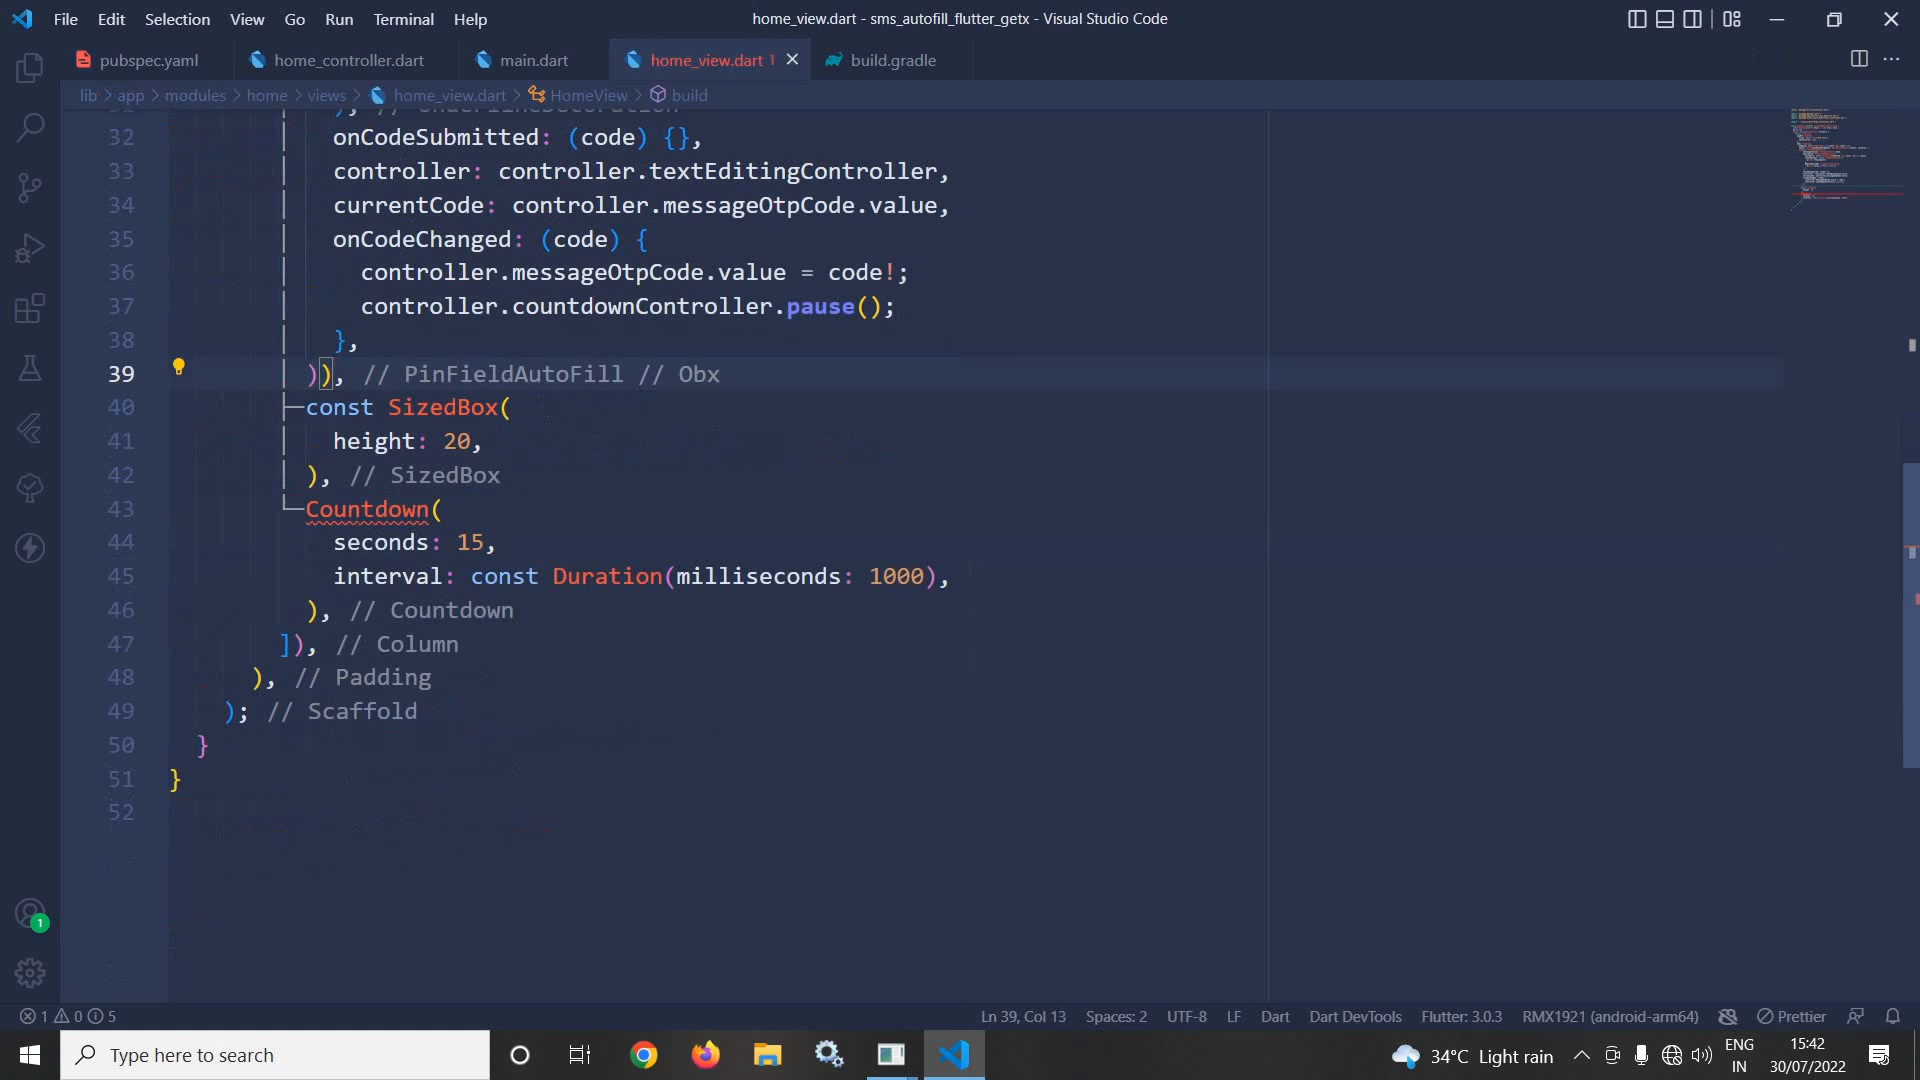 File Edit Selection View Go Run Terminal Help
home_view.dart - sms_autofill_flutter_getx - Visual Studio Code
pubspec.yaml home_controller.dart main.dart home_view.dart 1 build.gradle
lib > app > modules > home > views > home_view.dart > HomeView > build
32 onCodeSubmitted: (code) {},
33 controller: controller.textEditingController,
34 currentCode: controller.messageOtpCode.value,
35 onCodeChanged: (code) {
36 controller.messageOtpCode.value = code!;
37 controller.countdownController.pause();
38 },
39 )), // PinFieldAutoFill // Obx
40 const SizedBox(
41 height: 20,
42 ), // SizedBox
43 Countdown(
44 seconds: 15,
45 interval: const Duration(milliseconds: 1000),
46 ), // Countdown
47 ]), // Column
48 ), // Padding
49 ); // Scaffold
50 }
51 }
52
1
1 0 5
Ln 39, Col 13 Spaces: 2 UTF-8 LF Dart Dart DevTools Flutter: 3.0.3 RMX1921 (android-arm64) Prettier
Type here to search
34°C Light rain
ENG
IN
15:42
30/07/2022